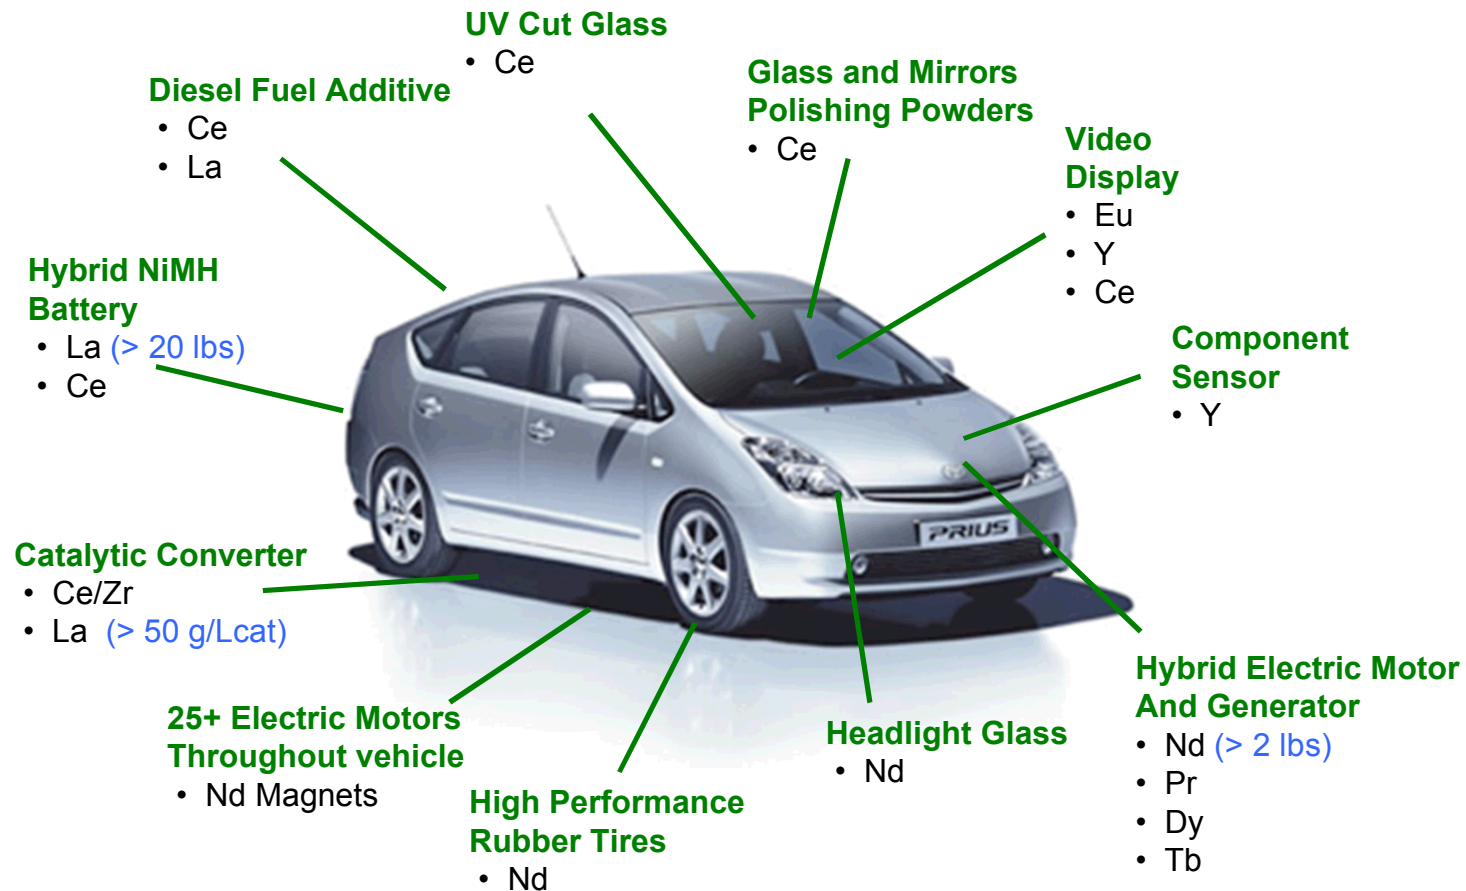 UV Cut Glass
• Ce
Glass and Mirrors
Polishing Powders
• Ce
Diesel Fuel Additive
• Ce
• La
Video
Display
• Eu
• Y
• Ce
Hybrid NiMH
Battery
• La (> 20 lbs)
• Ce
Component
Sensor
• Y
PRIUS
Catalytic Converter
• Ce/Zr
• La (> 50 g/Lcat)
25+ Electric Motors
Throughout vehicle
• Nd Magnets
High Performance
Rubber Tires
• Nd
Headlight Glass
• Nd
Hybrid Electric Motor
And Generator
• Nd (> 2 lbs)
• Pr
• Dy
• Tb